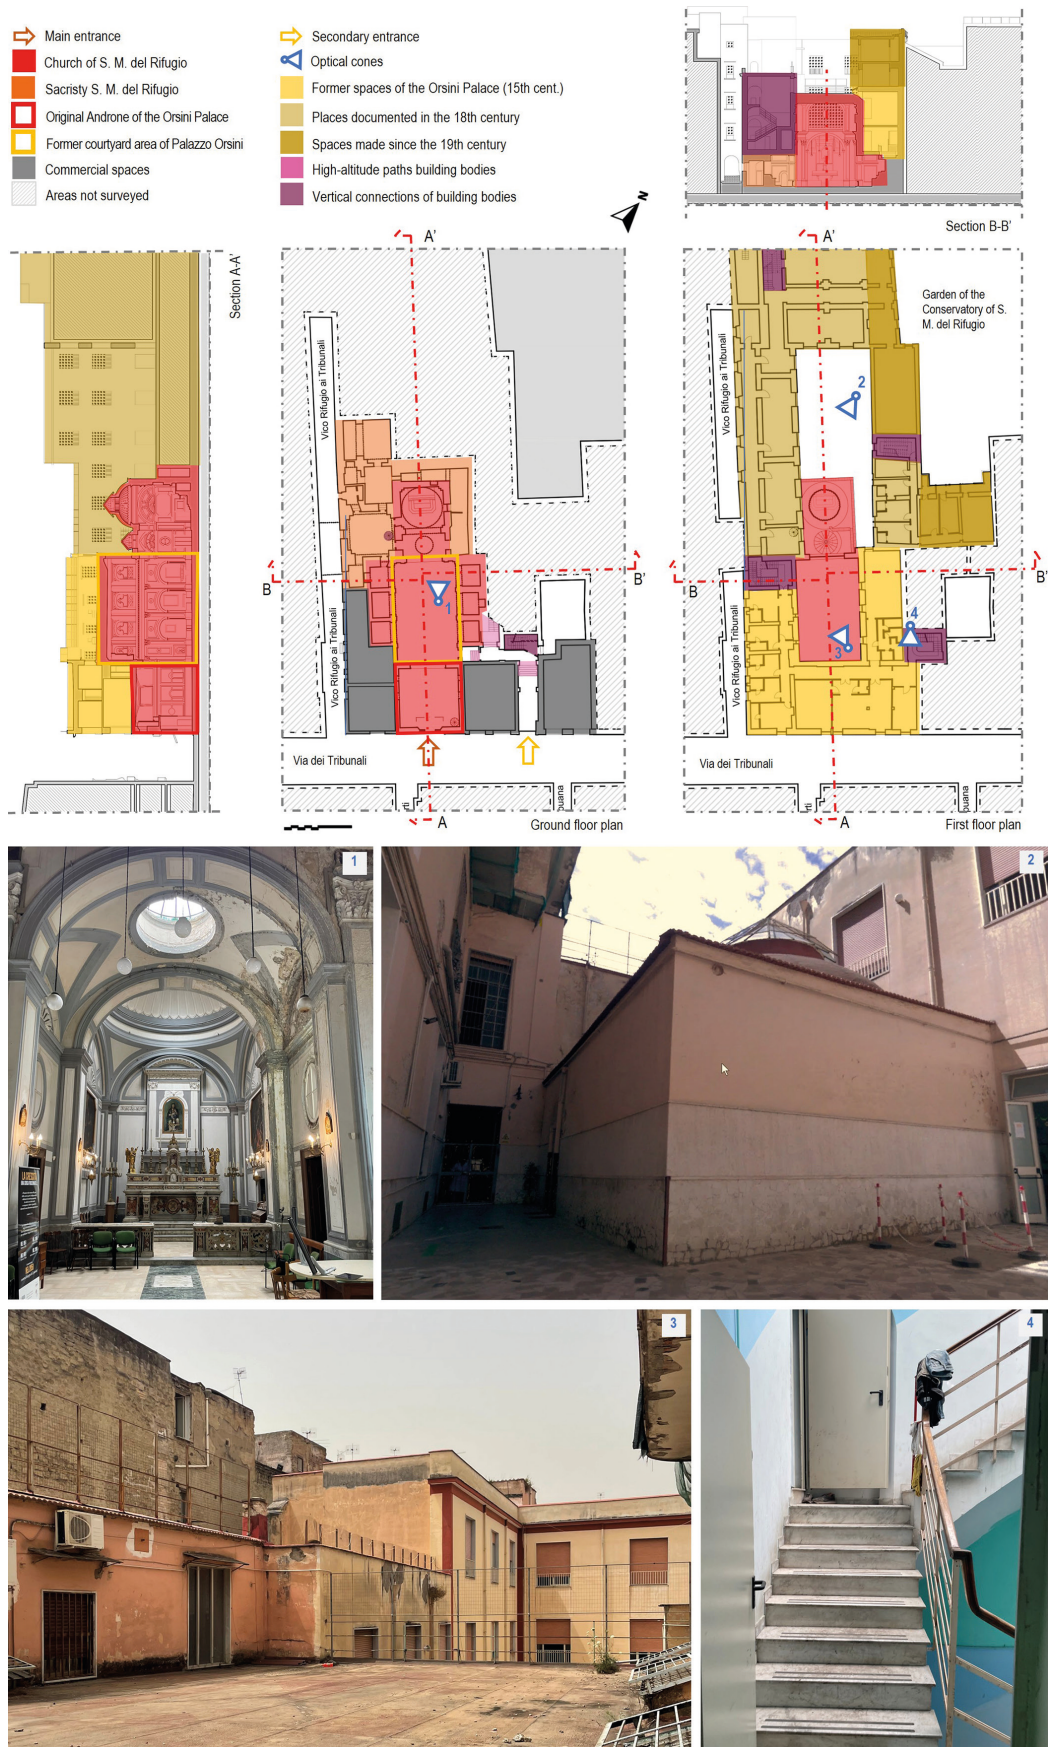 Main entrance
Church of S. M. del Rifugio
Sacristy S. M. del Rifugio
Original Androne of the Orsini Palace
Former courtyard area of Palazzo Orsini
Commercial spaces
Areas not surveyed
Secondary entrance
Optical cones
Former spaces of the Orsini Palace (15th cent.)
Places documented in the 18th century
Spaces made since the 19th century
High-altitude paths building bodies
Vertical connections of building bodies
N
Section B-B'
Section A-A'
A'
Vico Rifugio ai Tribunali
B
B'
1
Vico Rifugio ai Tribunali
Via dei Tribunali
rti
puana
A
Ground floor plan
A'
Garden of the
Conservatory of S.
M. del Rifugio
Vico Rifugio ai Tribunali
2
B
B'
4
3
Vico Rifugio ai Tribunali
Via dei Tribunali
rti
puana
A
First floor plan
1
2
3
4